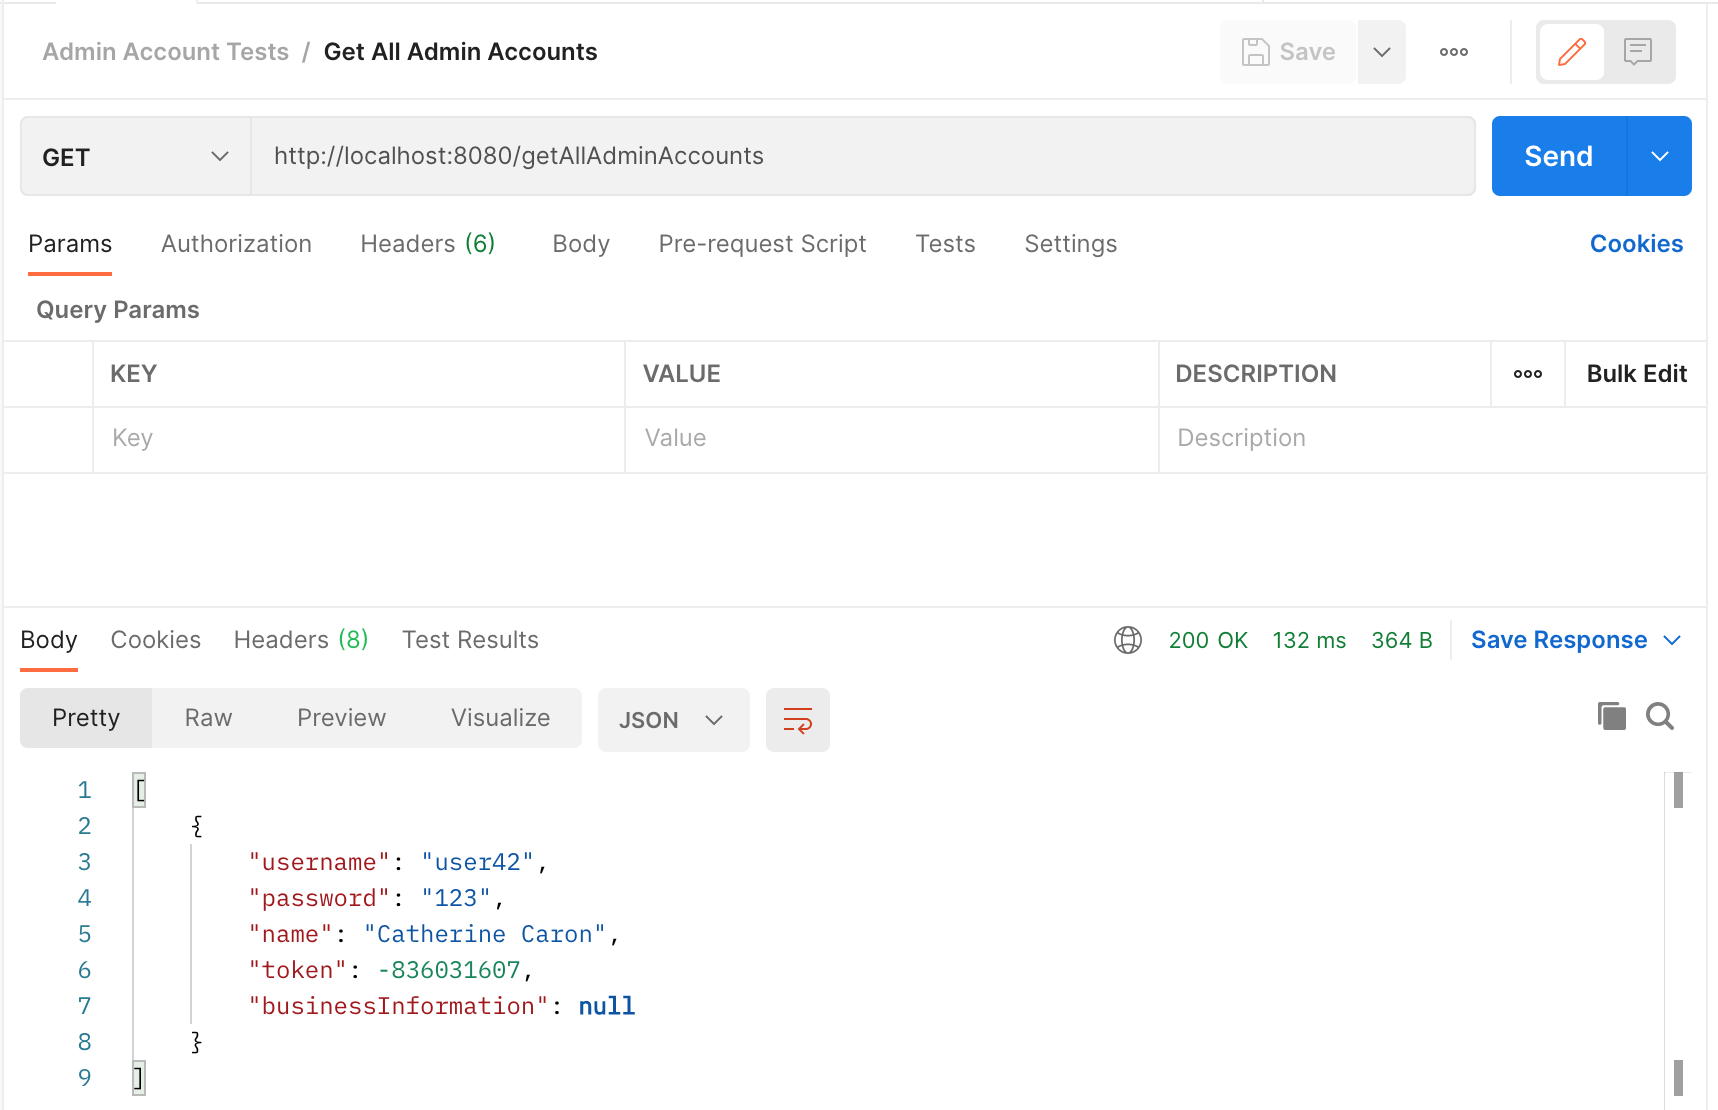 Admin Account Tests / Get All Admin Accounts Save
GET http://localhost:8080/getAllAdminAccounts Send
Params Authorization Headers (6) Body Pre-request Script Tests Settings Cookies
Query Params
KEY VALUE DESCRIPTION Bulk Edit
Key Value Description
Body Cookies Headers (8) Test Results 200 OK 132 ms 364 B Save Response
Pretty Raw Preview Visualize JSON
1 [
2 {
3 "username": "user42",
4 "password": "123",
5 "name": "Catherine Caron",
6 "token": -836031607,
7 "businessInformation": null
8 }
9 ]